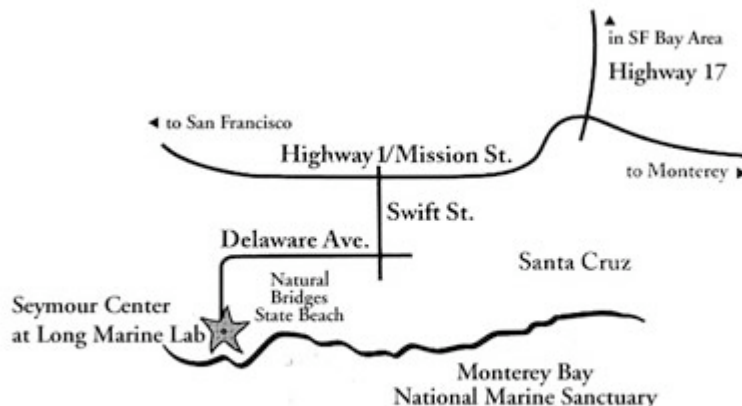 ▲
in SF Bay Area
Highway 17
◄ to San Francisco
Highway 1/Mission St.
to Monterey ►
Swift St.
Delaware Ave.
Santa Cruz
Natural
Bridges
State Beach
Seymour Center
at Long Marine Lab
Monterey Bay
National Marine Sanctuary